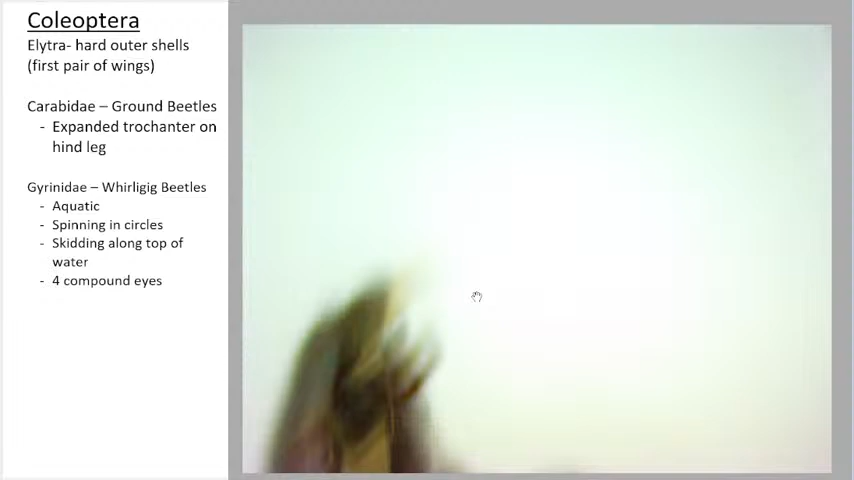 Coleoptera
Elytra- hard outer shells
(first pair of wings)
Carabidae – Ground Beetles
- Expanded trochanter on
hind leg
Gyrinidae – Whirligig Beetles
- Aquatic
- Spinning in circles
- Skidding along top of
water
- 4 compound eyes